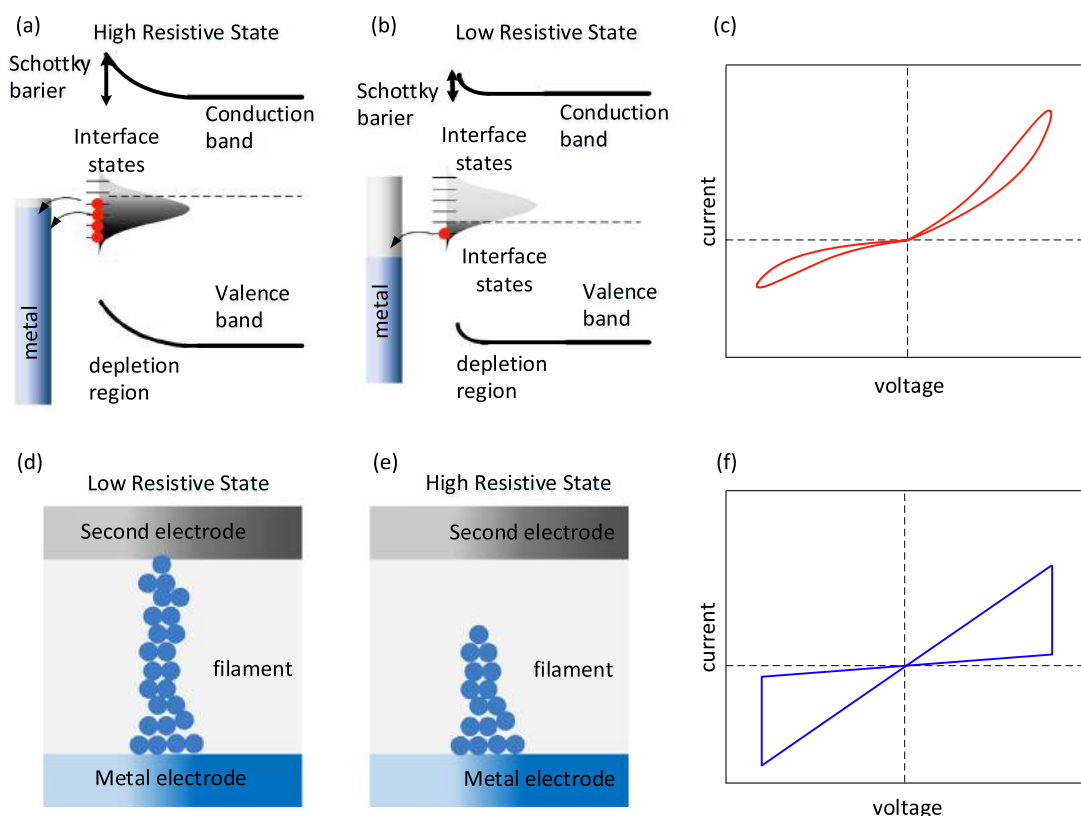 (a)
High Resistive State
Schottky
barier
Conduction
band
Interface
states
metal
Valence
band
depletion
region
(b)
Low Resistive State
Schottky
barier
Conduction
band
Interface
states
Interface
states
metal
Valence
band
depletion
region
(c)
current
voltage
(d)
Low Resistive State
Second electrode
filament
Metal electrode
(e)
High Resistive State
Second electrode
filament
Metal electrode
(f)
current
voltage